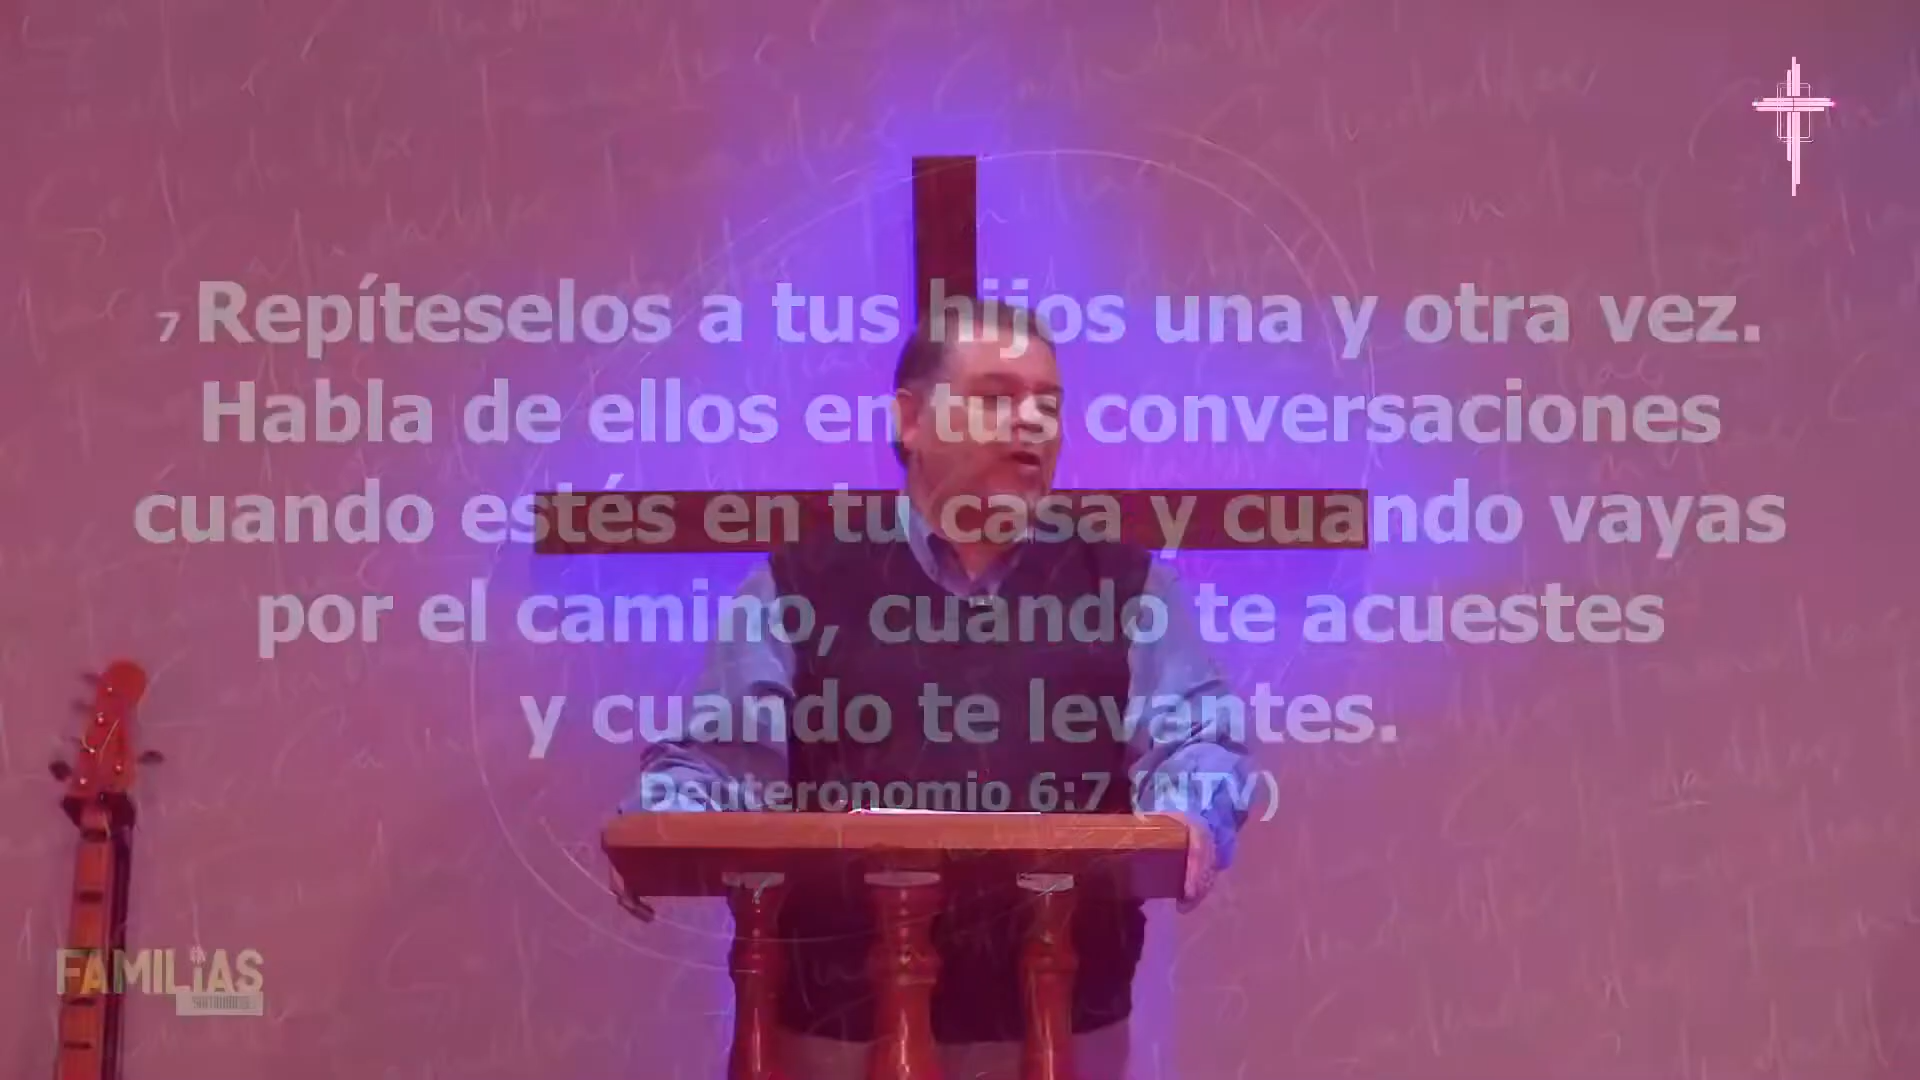 7 Repíteselos a tus hijos una y otra vez.
Habla de ellos en tus conversaciones
cuando estés en tu casa y cuando vayas
por el camino, cuando te acuestes
y cuando te levantes.
Deuteronomio 6:7 (NTV)
FAMILIAS